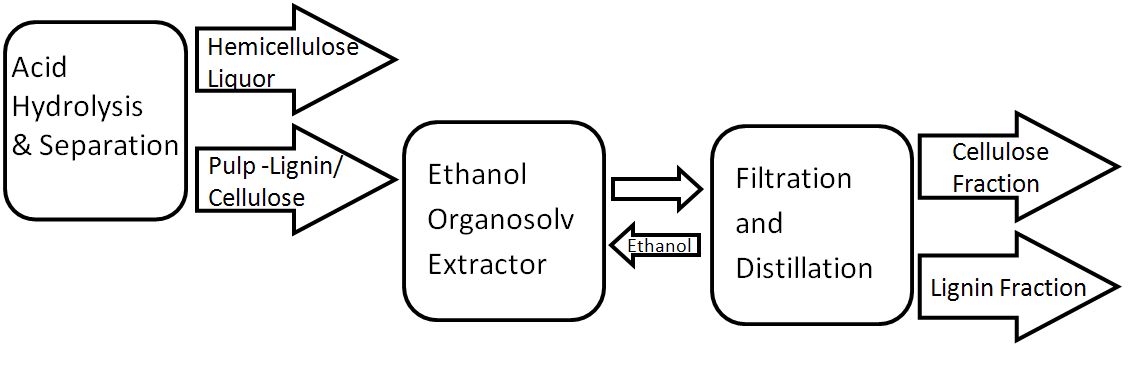 Acid
Hydrolysis
& Separation
Hemicellulose
Liquor
Pulp -Lignin/
Cellulose
Ethanol
Organosolv
Extractor
Ethanol
Filtration
and
Distillation
Cellulose
Fraction
Lignin Fraction